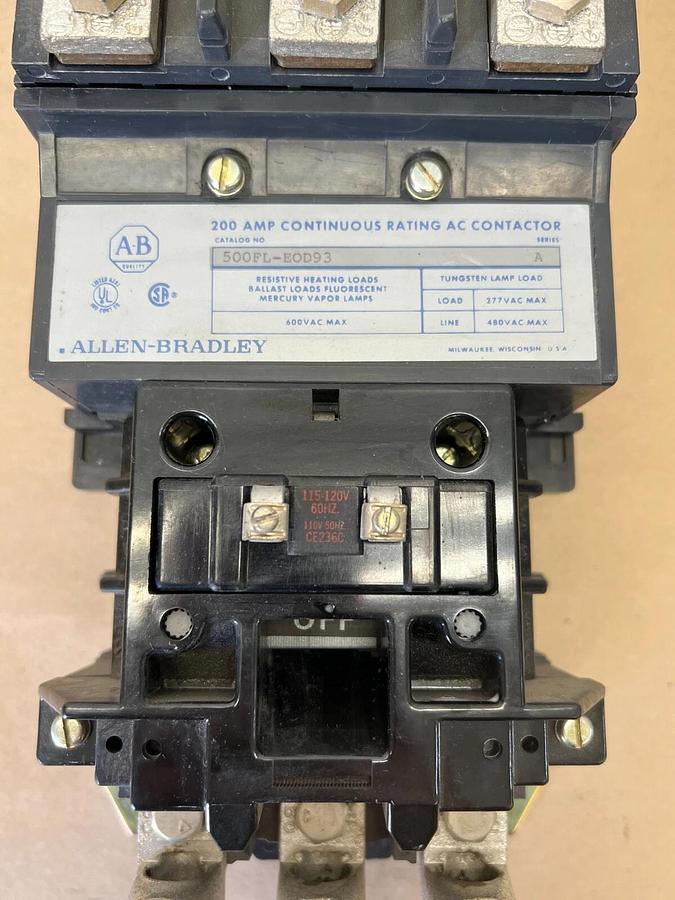 200 AMP CONTINUOUS RATING AC CONTACTOR
CATALOG NO. SERIES
500FL-EOD93 A
A-B
QUALITY
RESISTIVE HEATING LOADS
BALLAST LOADS FLUORESCENT
MERCURY VAPOR LAMPS
600VAC MAX
TUNGSTEN LAMP LOAD
LOAD 277VAC MAX
LINE 480VAC MAX
UL
SA
ALLEN-BRADLEY
MILWAUKEE, WISCONSIN U S A
115-120V
60HZ.
110V 50HZ.
CE236C
OFF